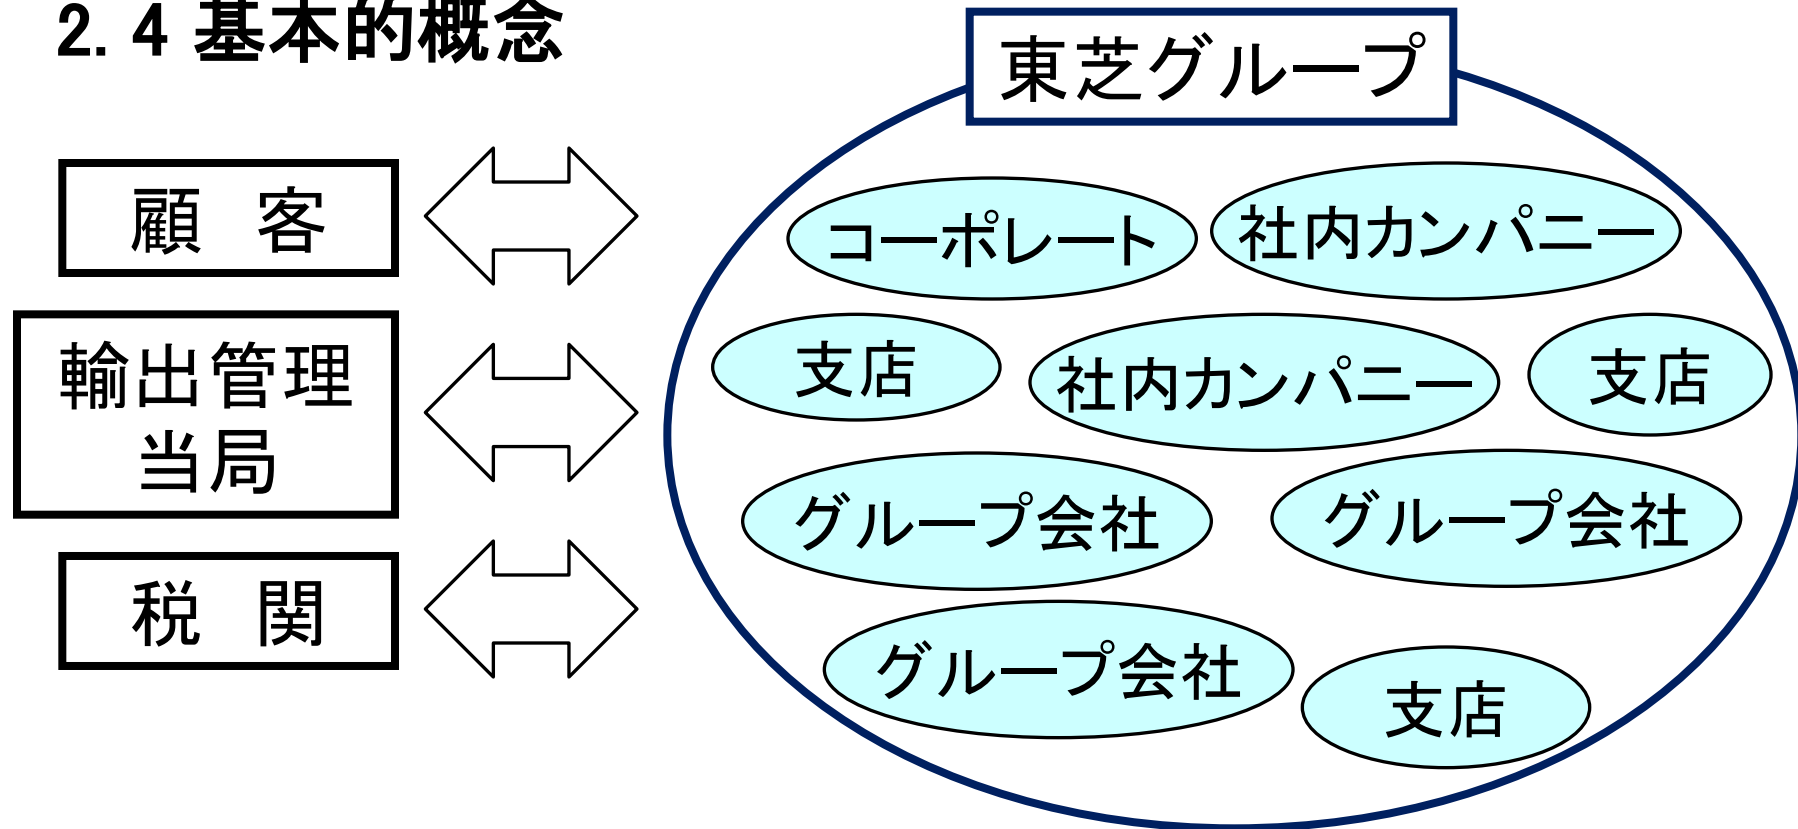 2.4 基本的概念
東芝グループ
顧　客
輸出管理
当局
税　関
コーポレート
社内カンパニー
支店
社内カンパニー
支店
グループ会社
グループ会社
グループ会社
支店